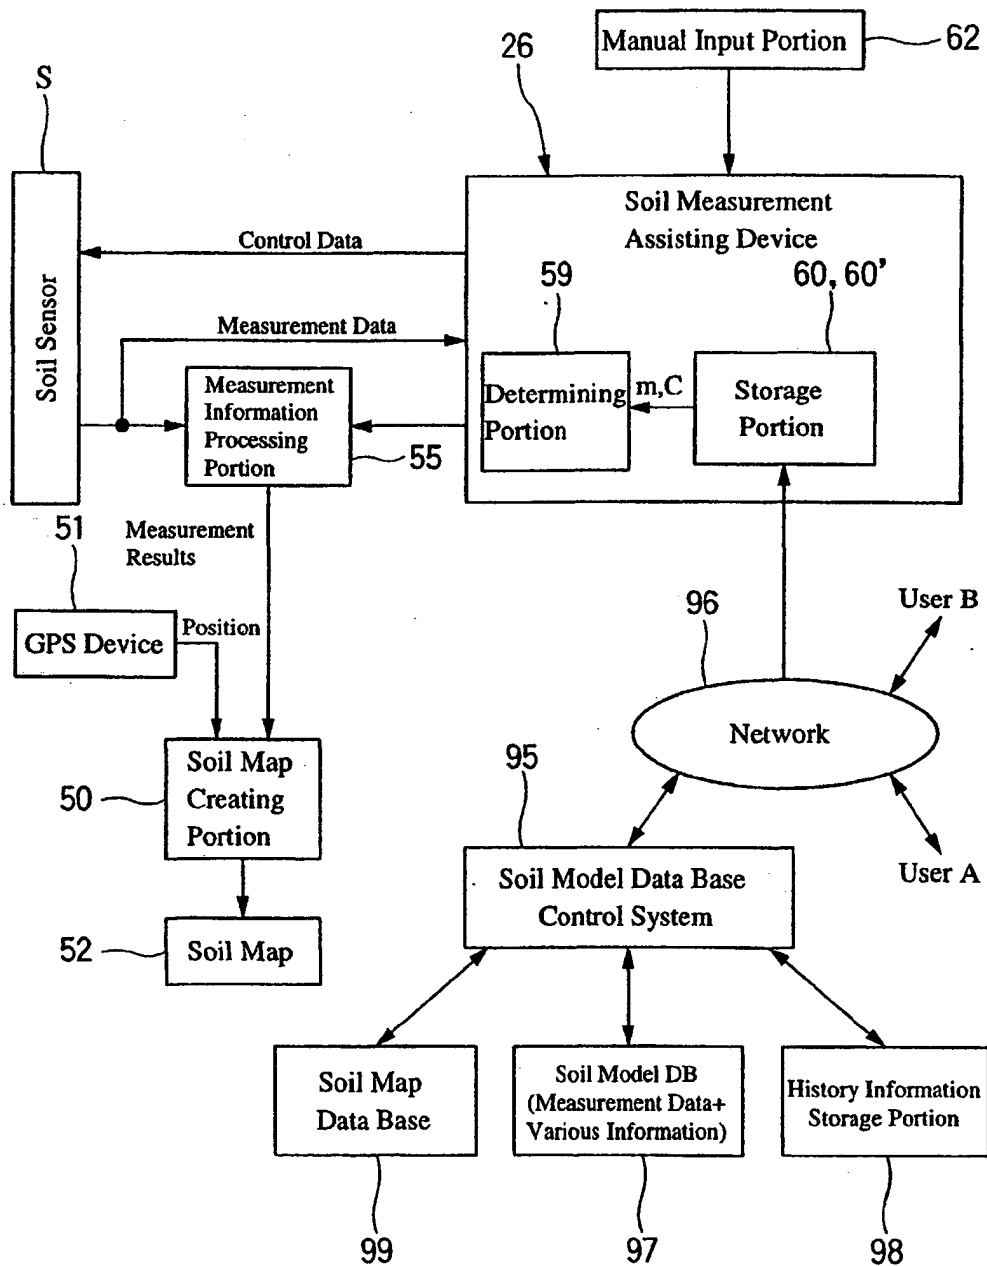 Manual Input Portion
62
26
S
Soil Measurement
Assisting Device
Control Data
59
60, 60'
Soil Sensor
Measurement Data
Measurement
Information
Processing
Portion
Determining
Portion
m,C
Storage
Portion
55
51
Measurement
Results
96
User B
GPS Device
Position
Network
Soil Map
Creating
Portion
50
95
User A
Soil Model Data Base
Control System
52
Soil Map
Soil Map
Data Base
Soil Model DB
(Measurement Data+
Various Information)
History Information
Storage Portion
99
97
98